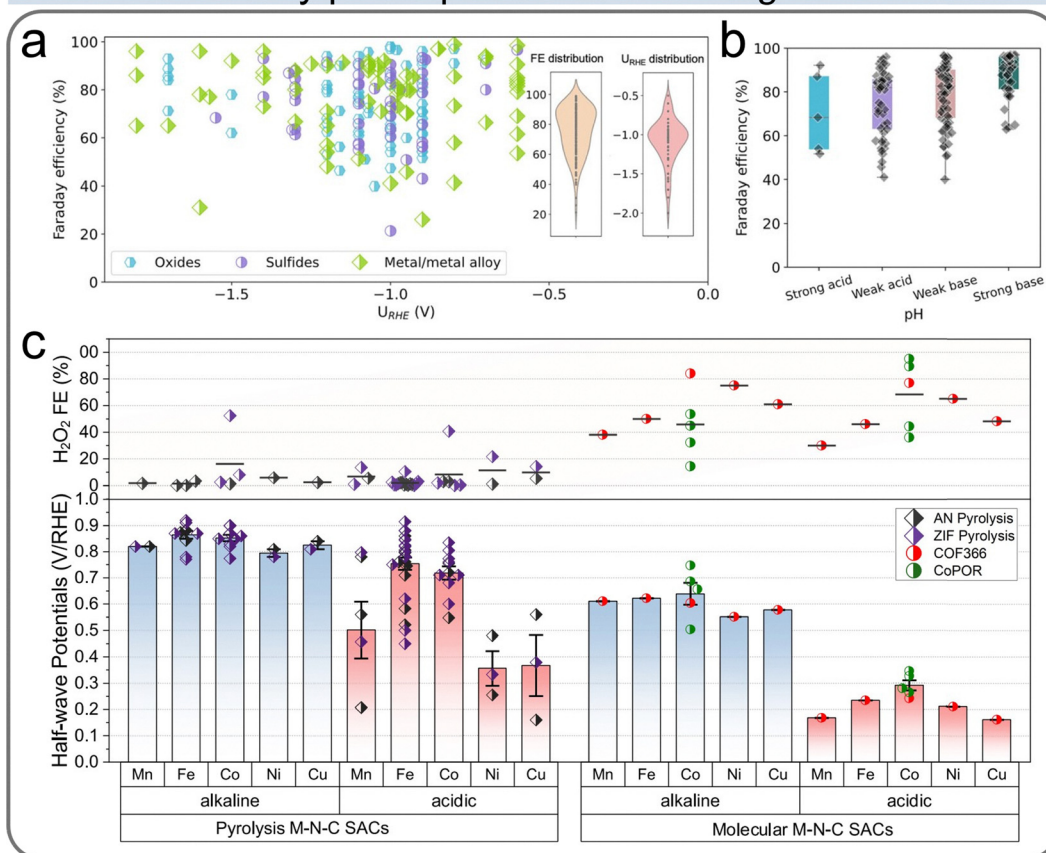 a
100
80
60
40
20
0
Faraday efficiency (%)
Oxides
Sulfides
Metal/metal alloy
−1.5
−1.0
−0.5
0.0
U_RHE (V)
FE distribution
100
80
60
40
20
U_RHE distribution
−0.5
−1.0
−1.5
−2.0
b
100
80
60
40
20
0
Faraday efficiency (%)
Strong acid
Weak acid
Weak base
Strong base
pH
c
00
80
60
40
20
0
H₂O₂ FE (%)
1.0
0.9
0.8
0.7
0.6
0.5
0.4
0.3
0.2
0.1
0.0
Half-wave Potentials (V/RHE)
AN Pyrolysis
ZIF Pyrolysis
COF366
CoPOR
Mn Fe Co Ni Cu Mn Fe Co Ni Cu Mn Fe Co Ni Cu Mn Fe Co Ni Cu
alkaline acidic alkaline acidic
Pyrolysis M-N-C SACs Molecular M-N-C SACs